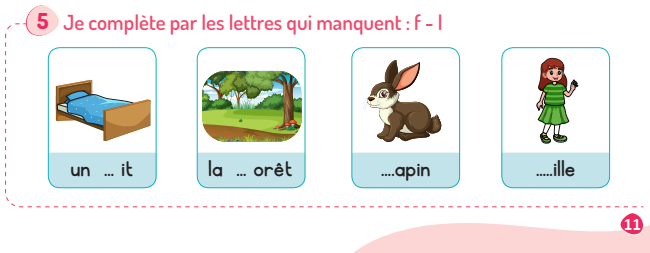 5 Je complète par les lettres qui manquent : f - l
un ... it
la ... orêt
....apin
.....ille
11